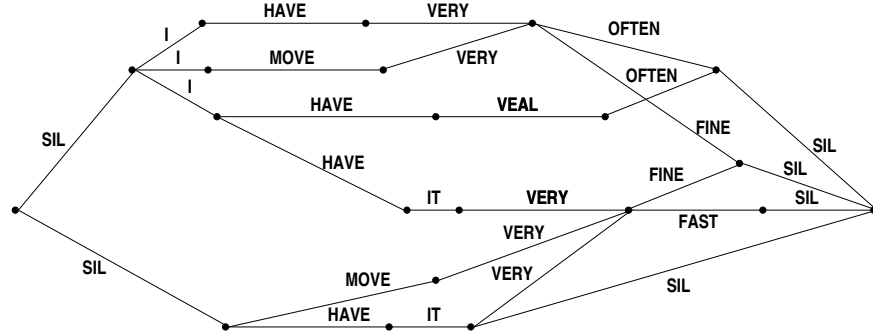 HAVE VERY
I OFTEN
I MOVE VERY
I OFTEN
HAVE VEAL
SIL FINE SIL
HAVE FINE SIL
IT VERY SIL
FAST
VERY
SIL MOVE VERY SIL
HAVE IT